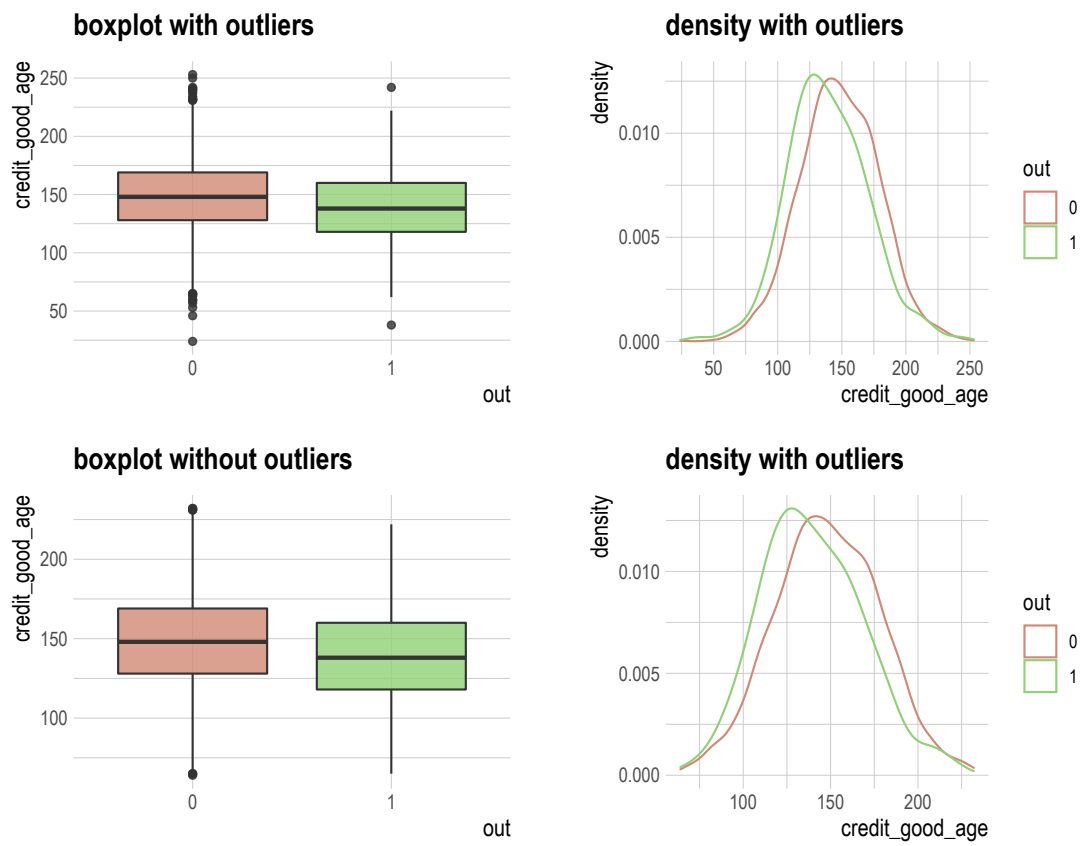 boxplot with outliers
credit_good_age
250
200
150
100
50
0
1
out
density with outliers
density
0.010
0.005
0.000
50
100
150
200
250
credit_good_age
out
0
1
boxplot without outliers
credit_good_age
200
150
100
0
1
out
density with outliers
density
0.010
0.005
0.000
100
150
200
credit_good_age
out
0
1